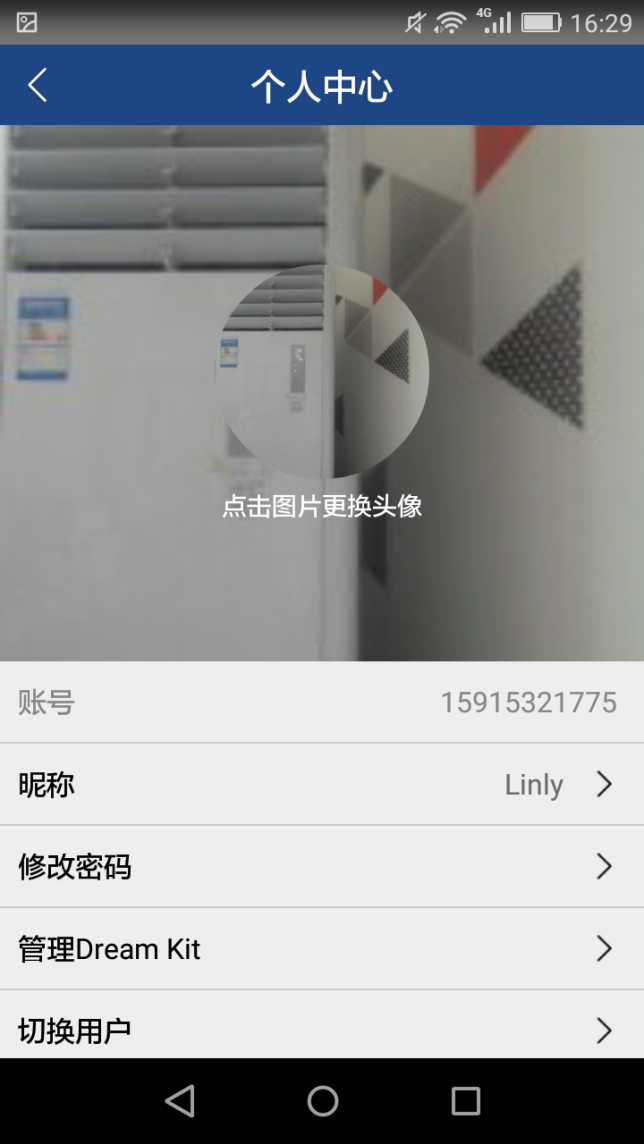 4G 16:29
个人中心
点击图片更换头像
账号 15915321775
昵称 Linly
修改密码
管理Dream Kit
切换用户